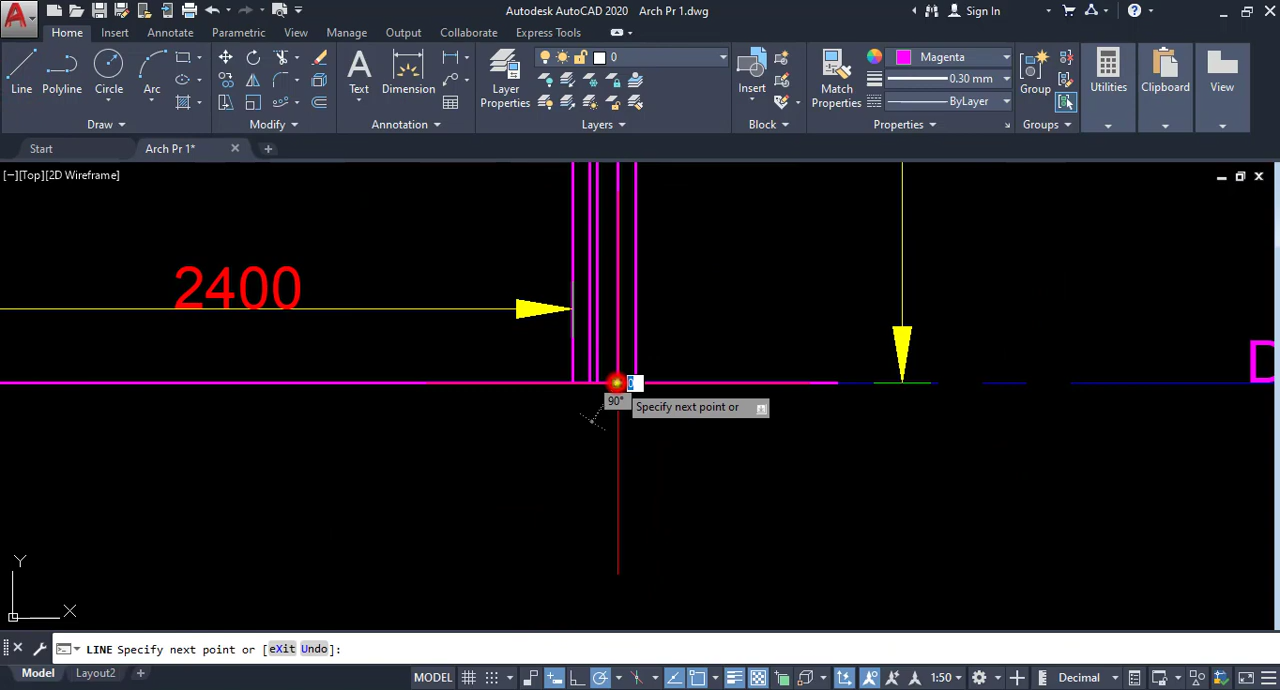 Autodesk AutoCAD 2020 Arch Pr 1.dwg
Sign In
Home Insert Annotate Parametric View Manage Output Collaborate Express Tools
Line Polyline Circle Arc
Text Dimension
Layer Properties
0
Insert
Match Properties
Magenta
0.30 mm
ByLayer
Group
Utilities
Clipboard
View
Draw Modify Annotation Layers Block Properties Groups
Start Arch Pr 1*
[−][Top][2D Wireframe]
2400
D
0
90°
Specify next point or
Y
X
LINE Specify next point or [eXit Undo]:
Model Layout2
MODEL 1:50 Decimal